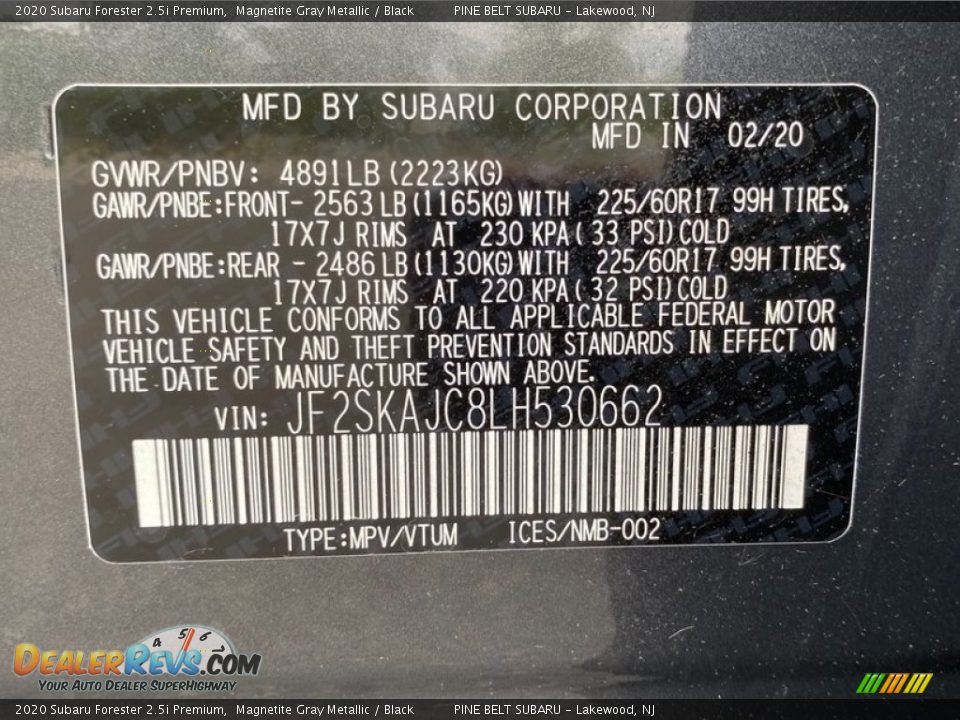 2020 Subaru Forester 2.5i Premium, Magnetite Gray Metallic / Black PINE BELT SUBARU - Lakewood, NJ
MFD BY SUBARU CORPORATION
MFD IN 02/20
GVWR/PNBV: 4891LB (2223KG)
GAWR/PNBE:FRONT- 2563 LB(1165KG)WITH 225/60R17 99H TIRES,
17X7J RIMS AT 230 KPA( 33 PSI)COLD
GAWR/PNBE:REAR - 2486 LB(1130KG)WITH 225/60R17 99H TIRES,
17X7J RIMS AT 220 KPA( 32 PSI)COLD
THIS VEHICLE CONFORMS TO ALL APPLICABLE FEDERAL MOTOR
VEHICLE SAFETY AND THEFT PREVENTION STANDARDS IN EFFECT ON
THE DATE OF MANUFACTURE SHOWN ABOVE.
VIN: JF2SKAJC8LH530662
TYPE:MPV/VTUM ICES/NMB-002
4 5 6 7
DEALERREVS.COM
YOUR AUTO DEALER SUPERHIGHWAY
2020 Subaru Forester 2.5i Premium, Magnetite Gray Metallic / Black PINE BELT SUBARU - Lakewood, NJ